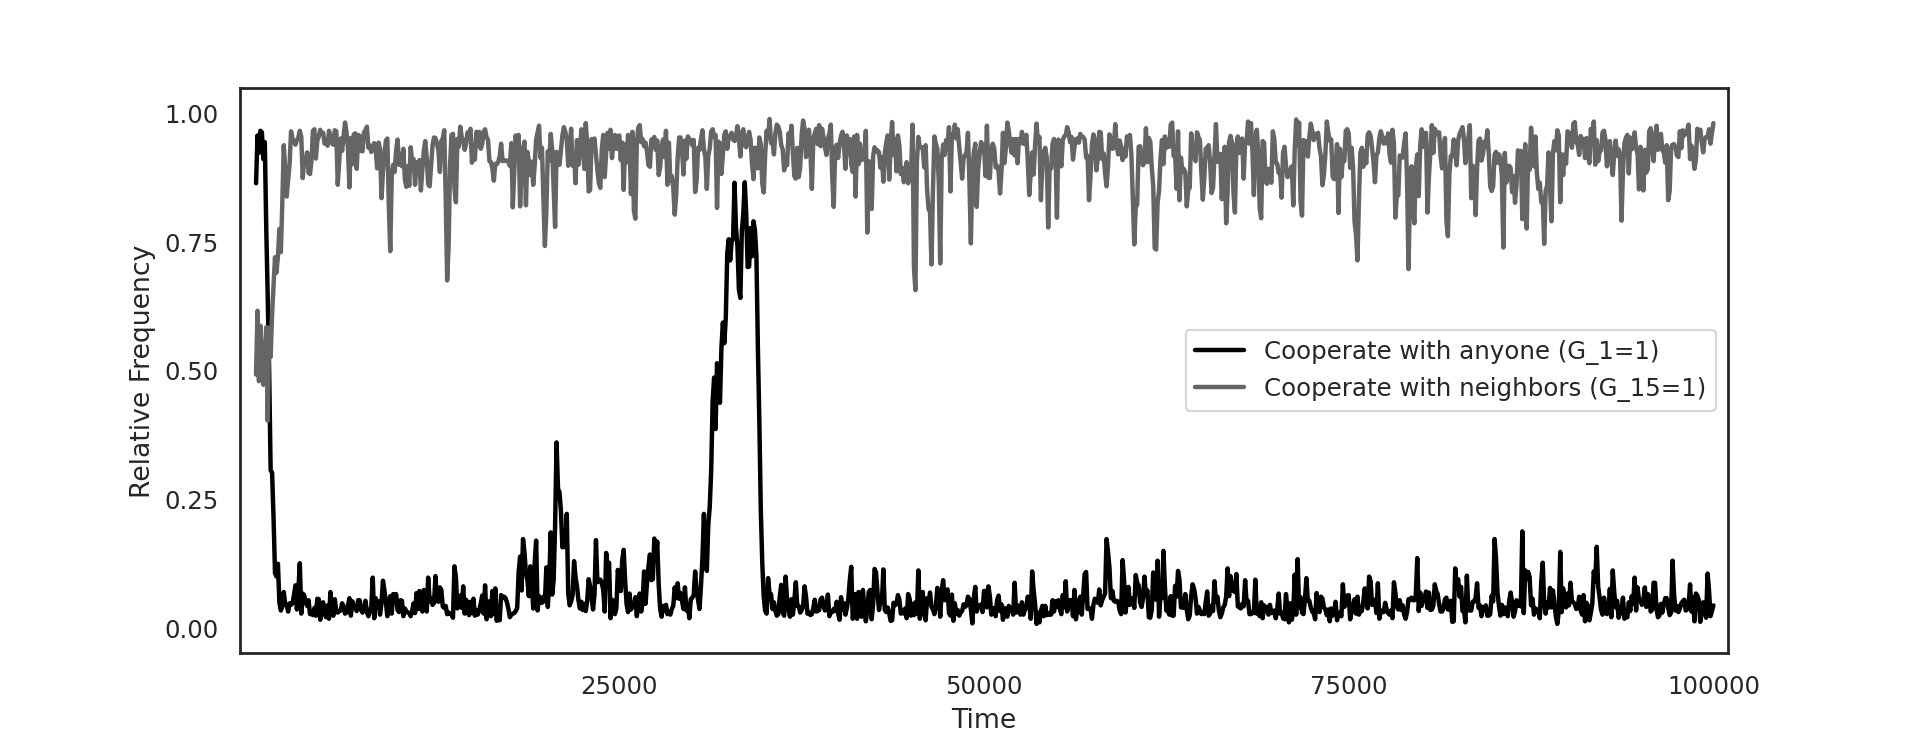 1.00
0.75
0.50
0.25
0.00
Relative Frequency
Cooperate with anyone (G_1=1)
Cooperate with neighbors (G_15=1)
25000
50000
75000
100000
Time